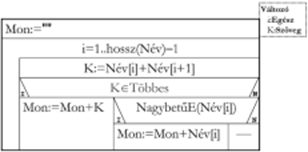 Változó
i:Egész
K:Szöveg
Mon:=""
i=1..hossz(Név)-1
K:=Név[i]+Név[i+1]
K∈Többes
I
N
Mon:=Mon+K
NagybetűE(Név[i])
I
N
Mon:=Mon+Név[i]
—